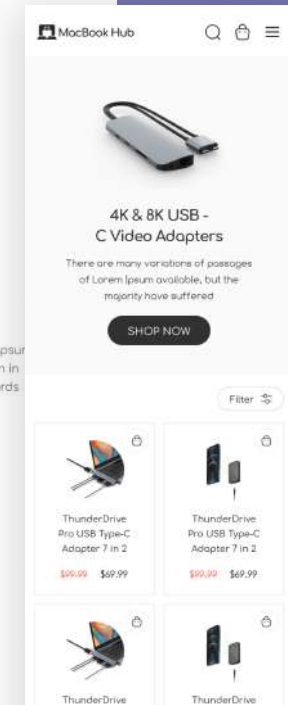 MacBook Hub
4K & 8K USB -
C Video Adapters
There are many variations of passages
of Lorem Ipsum available, but the
majority have suffered
SHOP NOW
Filter
ThunderDrive
Pro USB Type-C
Adapter 7 in 2
$99.99 $69.99
ThunderDrive
Pro USB Type-C
Adapter 7 in 2
$99.99 $69.99
ThunderDrive
ThunderDrive